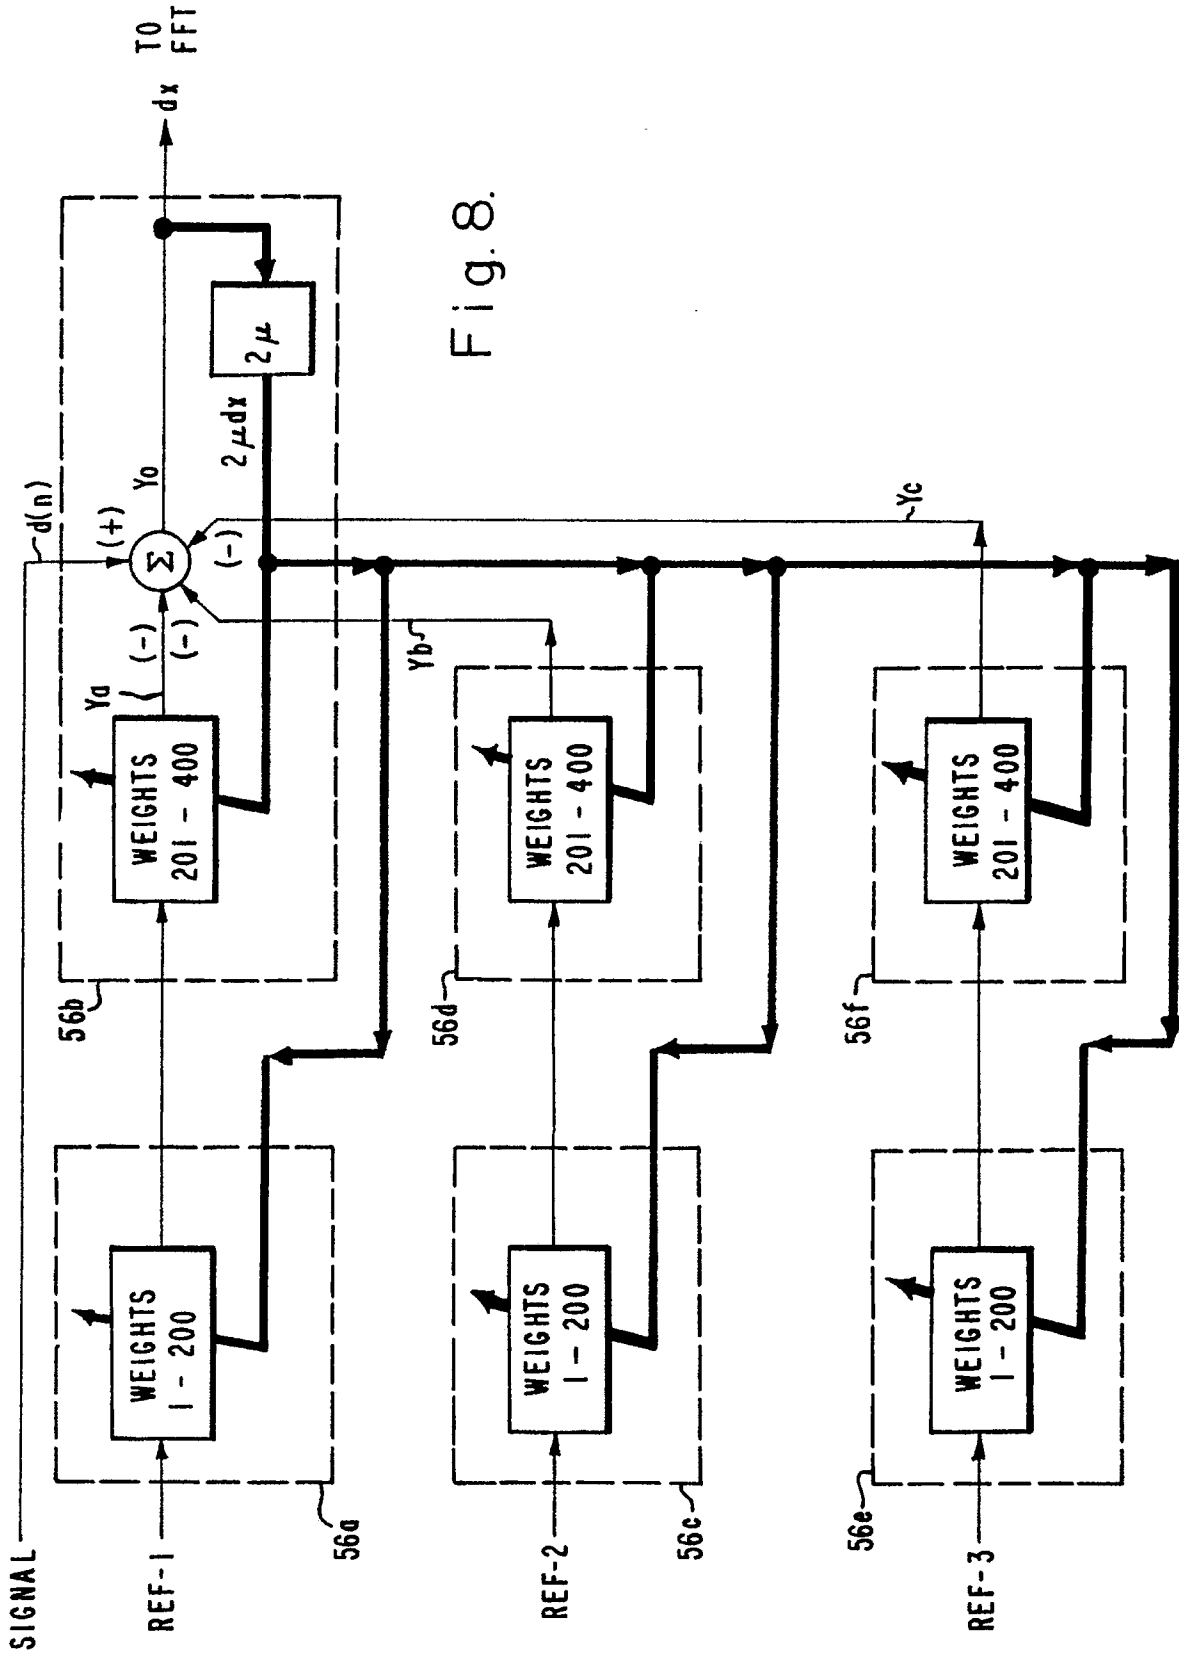 SIGNAL
d(n)
REF-1
56a
WEIGHTS
1 - 200
56b
WEIGHTS
201 - 400
Ya
(-)
(-)
(+)
(-)
Σ
Yo
2μdx
2μ
dx
TO
FFT
REF-2
56c
WEIGHTS
1 - 200
56d
WEIGHTS
201 - 400
Yb
REF-3
56e
WEIGHTS
1 - 200
56f
WEIGHTS
201 - 400
Yc
Fig. 8.